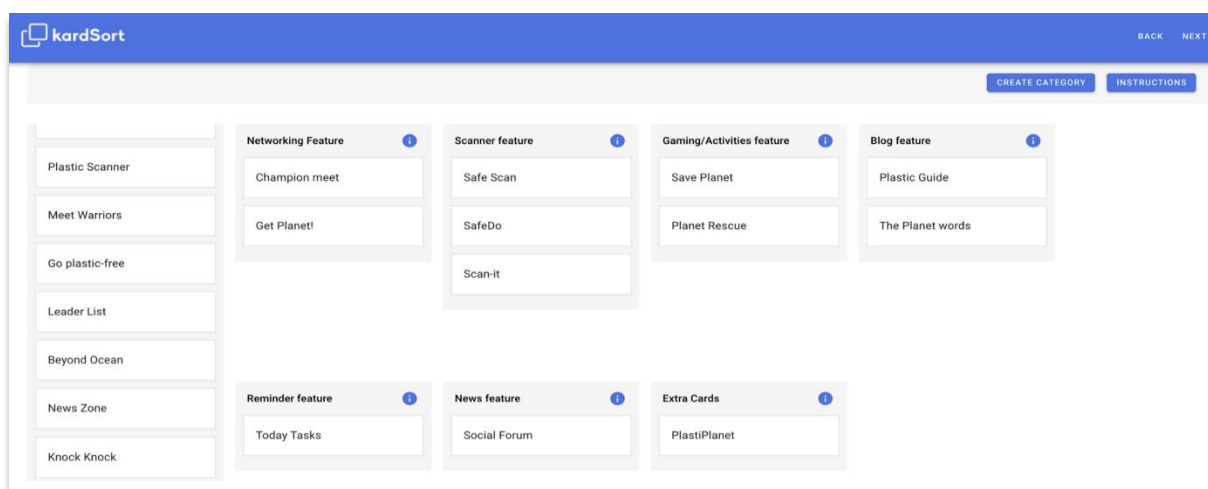 kardSort
BACK NEXT
CREATE CATEGORY INSTRUCTIONS
Plastic Scanner
Meet Warriors
Go plastic-free
Leader List
Beyond Ocean
News Zone
Knock Knock
Networking Feature
Champion meet
Get Planet!
Scanner feature
Safe Scan
SafeDo
Scan-it
Gaming/Activities feature
Save Planet
Planet Rescue
Blog feature
Plastic Guide
The Planet words
Reminder feature
Today Tasks
News feature
Social Forum
Extra Cards
PlastiPlanet